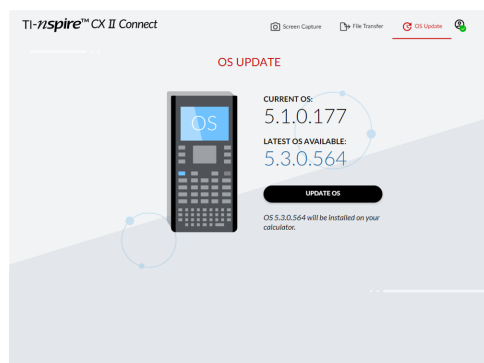 TI-nspire™ CX II Connect
Screen Capture
File Transfer
OS Update
OS UPDATE
OS
CURRENT OS:
5.1.0.177
LATEST OS AVAILABLE:
5.3.0.564
UPDATE OS
OS 5.3.0.564 will be installed on your
calculator.